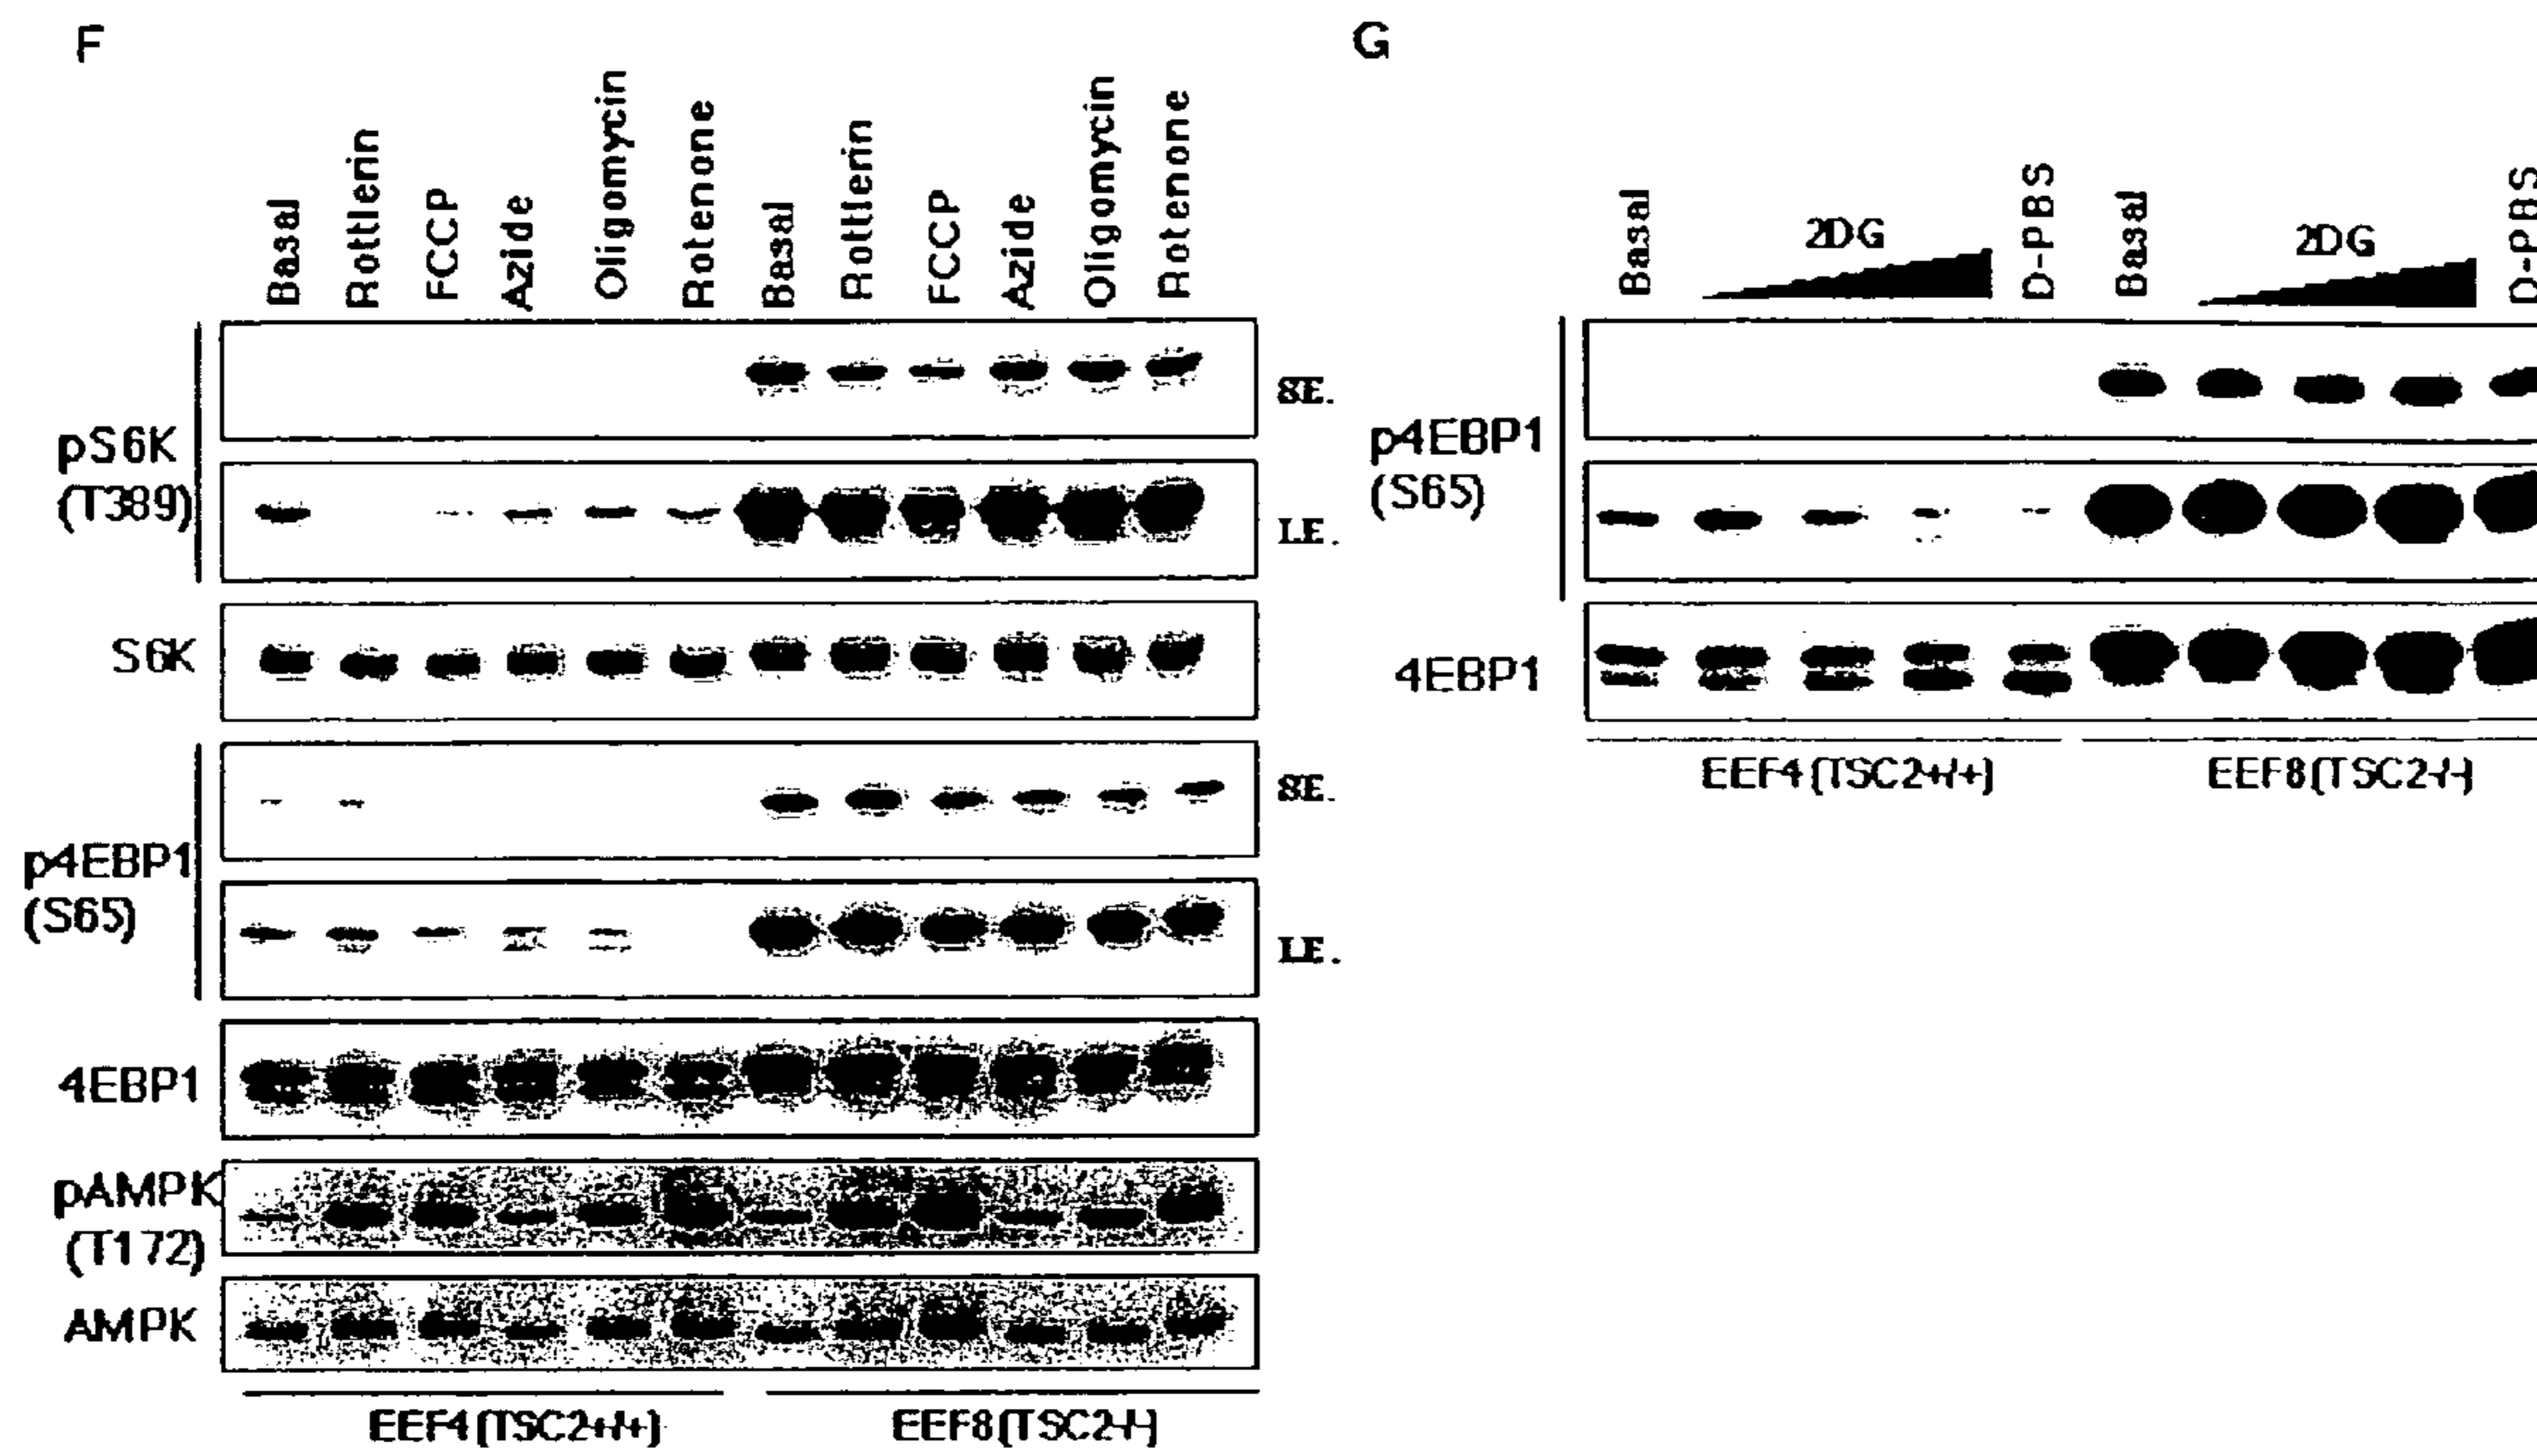 F
Basal
Rottlerin
FCCP
Azide
Oligomycin
Rotenone
Basal
Rottlerin
FCCP
Azide
Oligomycin
Rotenone
pS6K
(T389)
SE.
LE.
S6K
p4EBP1
(S65)
SE.
LE.
4EBP1
pAMPK
(T172)
AMPK
EEF4 (TSC2+/+)
EEF8 (TSC2-/-)
G
Basal
2DG
D-PBS
Basal
2DG
D-PBS
p4EBP1
(S65)
4EBP1
EEF4 (TSC2+/+)
EEF8 (TSC2-/-)